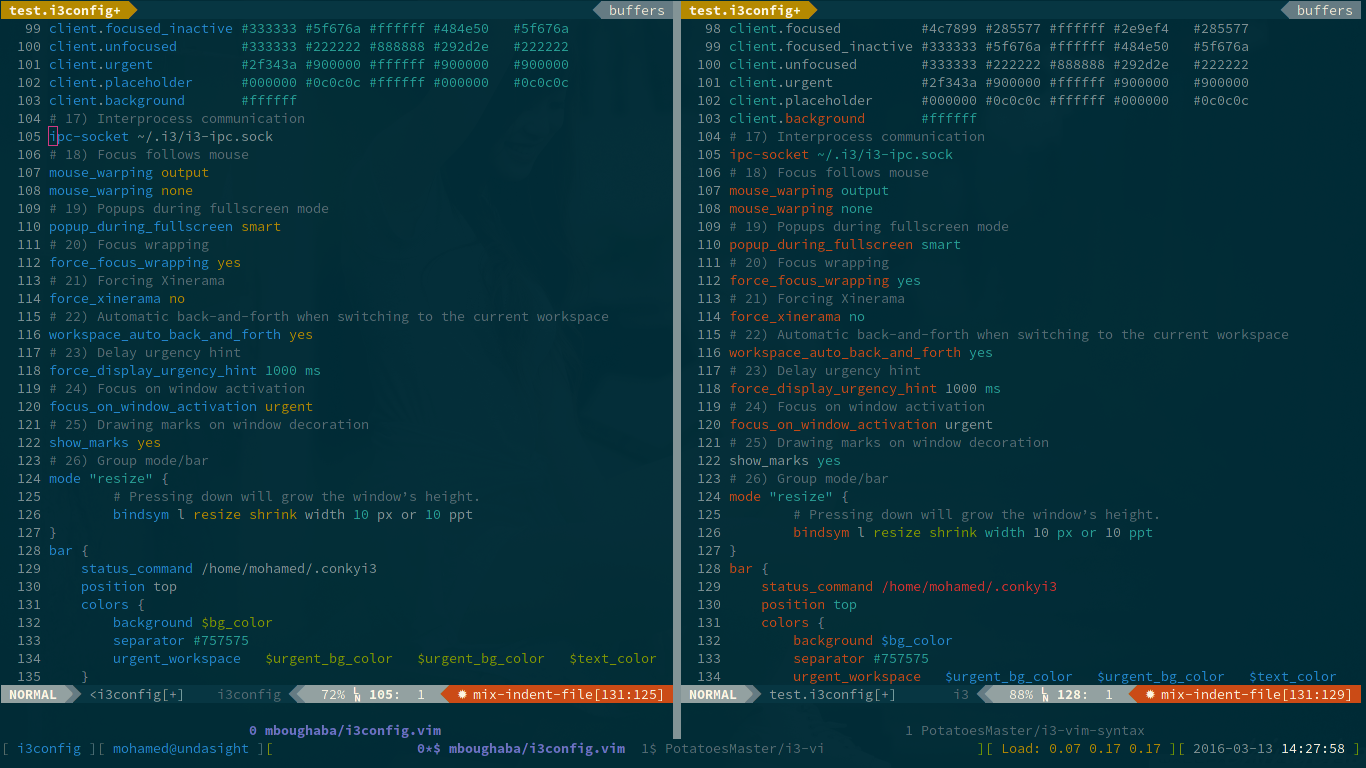 test.i3config+ buffers
99 client.focused_inactive #333333 #5f676a #ffffff #484e50 #5f676a
100 client.unfocused #333333 #222222 #888888 #292d2e #222222
101 client.urgent #2f343a #900000 #ffffff #900000 #900000
102 client.placeholder #000000 #0c0c0c #ffffff #000000 #0c0c0c
103 client.background #ffffff
104 # 17) Interprocess communication
105 ipc-socket ~/.i3/i3-ipc.sock
106 # 18) Focus follows mouse
107 mouse_warping output
108 mouse_warping none
109 # 19) Popups during fullscreen mode
110 popup_during_fullscreen smart
111 # 20) Focus wrapping
112 force_focus_wrapping yes
113 # 21) Forcing Xinerama
114 force_xinerama no
115 # 22) Automatic back-and-forth when switching to the current workspace
116 workspace_auto_back_and_forth yes
117 # 23) Delay urgency hint
118 force_display_urgency_hint 1000 ms
119 # 24) Focus on window activation
120 focus_on_window_activation urgent
121 # 25) Drawing marks on window decoration
122 show_marks yes
123 # 26) Group mode/bar
124 mode "resize" {
125 # Pressing down will grow the window's height.
126 bindsym l resize shrink width 10 px or 10 ppt
127 }
128 bar {
129 status_command /home/mohamed/.conkyi3
130 position top
131 colors {
132 background $bg_color
133 separator #757575
134 urgent_workspace $urgent_bg_color $urgent_bg_color $text_color
135 }
NORMAL <i3config[+] i3config 72% ␤ 105: 1 ✹ mix-indent-file[131:125]
test.i3config+ buffers
98 client.focused #4c7899 #285577 #ffffff #2e9ef4 #285577
99 client.focused_inactive #333333 #5f676a #ffffff #484e50 #5f676a
100 client.unfocused #333333 #222222 #888888 #292d2e #222222
101 client.urgent #2f343a #900000 #ffffff #900000 #900000
102 client.placeholder #000000 #0c0c0c #ffffff #000000 #0c0c0c
103 client.background #ffffff
104 # 17) Interprocess communication
105 ipc-socket ~/.i3/i3-ipc.sock
106 # 18) Focus follows mouse
107 mouse_warping output
108 mouse_warping none
109 # 19) Popups during fullscreen mode
110 popup_during_fullscreen smart
111 # 20) Focus wrapping
112 force_focus_wrapping yes
113 # 21) Forcing Xinerama
114 force_xinerama no
115 # 22) Automatic back-and-forth when switching to the current workspace
116 workspace_auto_back_and_forth yes
117 # 23) Delay urgency hint
118 force_display_urgency_hint 1000 ms
119 # 24) Focus on window activation
120 focus_on_window_activation urgent
121 # 25) Drawing marks on window decoration
122 show_marks yes
123 # 26) Group mode/bar
124 mode "resize" {
125 # Pressing down will grow the window's height.
126 bindsym l resize shrink width 10 px or 10 ppt
127 }
128 bar {
129 status_command /home/mohamed/.conkyi3
130 position top
131 colors {
132 background $bg_color
133 separator #757575
134 urgent_workspace $urgent_bg_color $urgent_bg_color $text_color
NORMAL test.i3config[+] i3 88% ␤ 128: 1 ✹ mix-indent-file[131:129]
0 mboughaba/i3config.vim 1 PotatoesMaster/i3-vim-syntax
[ i3config ][ mohamed@undasight ][ 0*$ mboughaba/i3config.vim 1$ PotatoesMaster/i3-vi ][ Load: 0.07 0.17 0.17 ][ 2016-03-13 14:27:58 ]